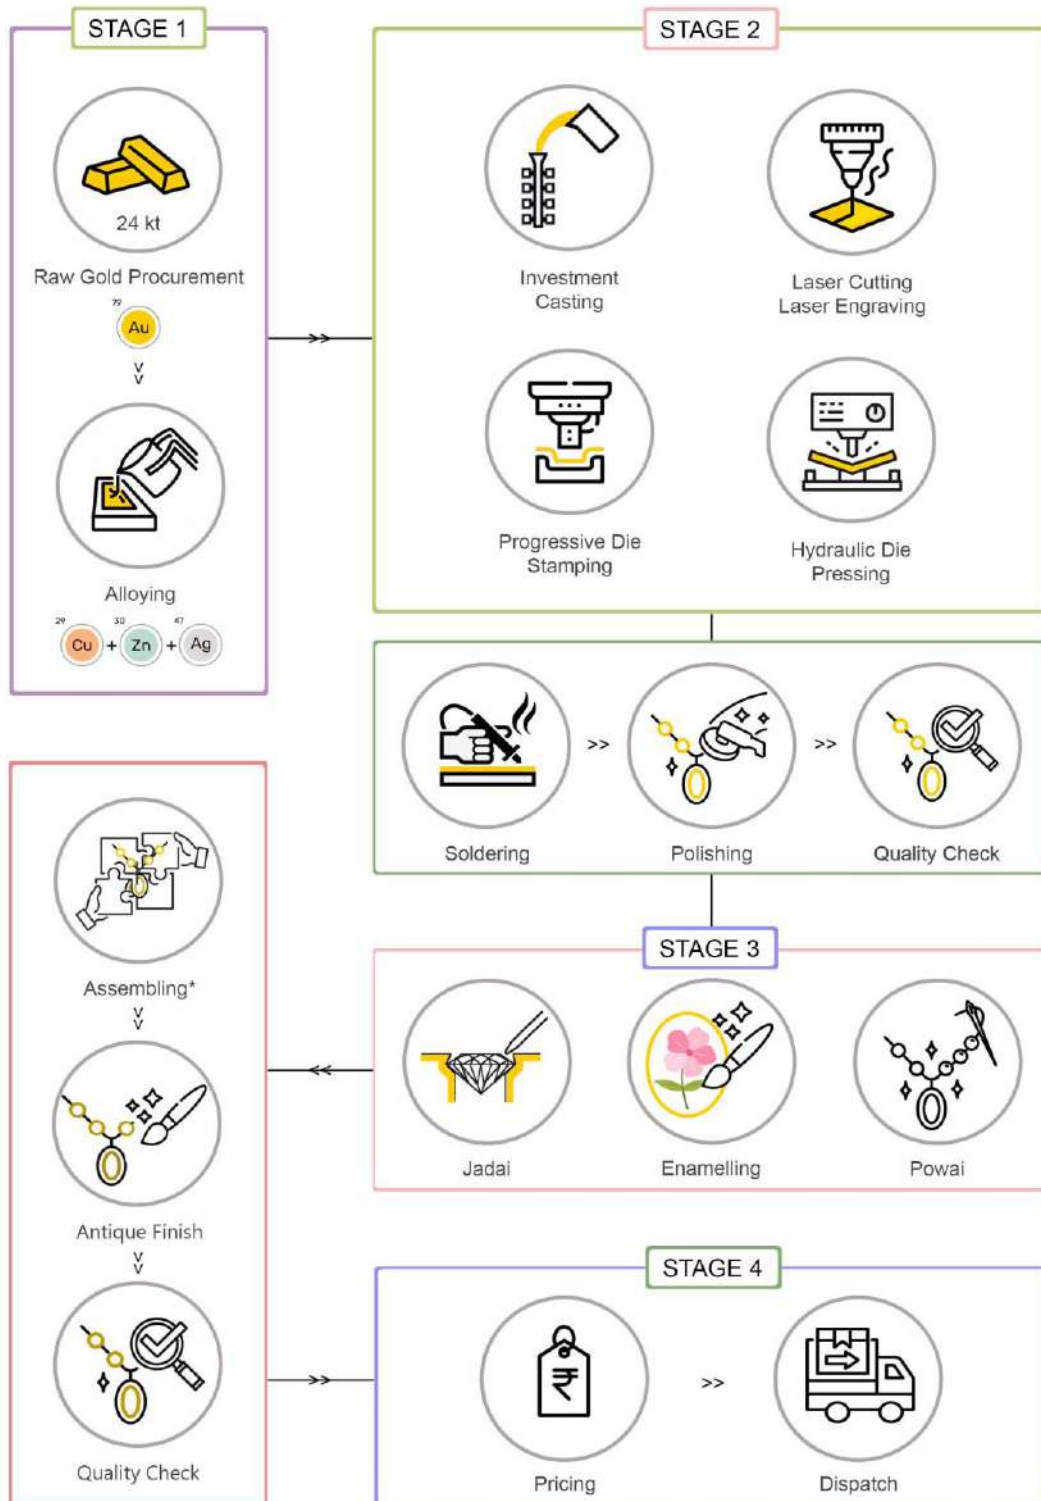 STAGE 1
24 kt
Raw Gold Procurement
79
Au
Alloying
29 30 47
Cu + Zn + Ag
STAGE 2
Investment
Casting
Laser Cutting
Laser Engraving
Progressive Die
Stamping
Hydraulic Die
Pressing
>>
>>
Soldering
Polishing
Quality Check
STAGE 3
Jadai
Enamelling
Powai
Assembling*
Antique Finish
Quality Check
STAGE 4
₹
>>
Pricing
Dispatch